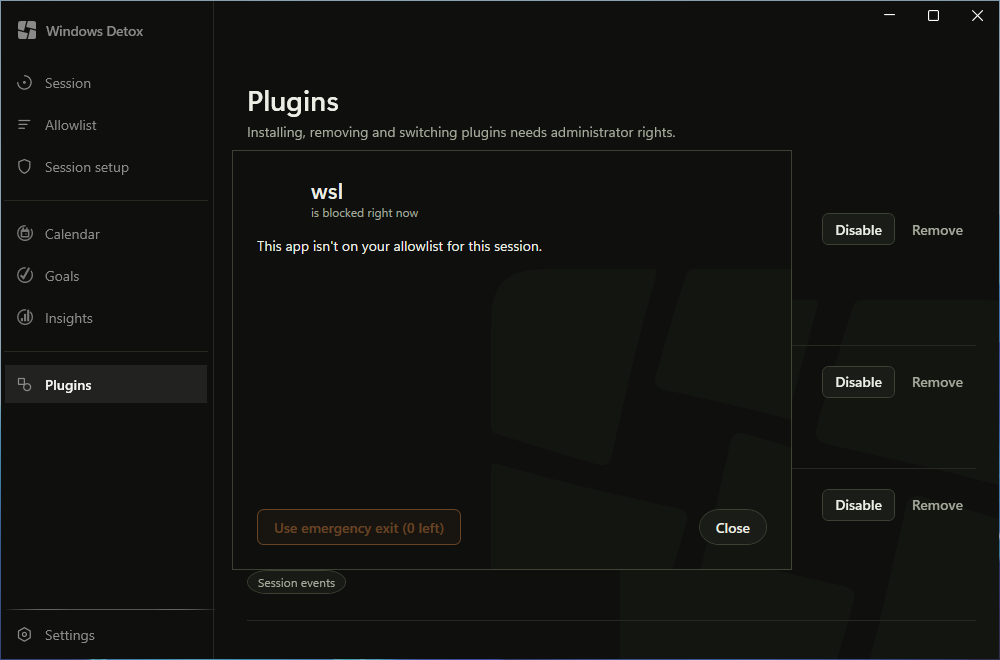 Windows Detox
Session
Allowlist
Session setup
Calendar
Goals
Insights
Plugins
Settings
Plugins
Installing, removing and switching plugins needs administrator rights.
wsl
is blocked right now
This app isn't on your allowlist for this session.
Use emergency exit (0 left)
Close
Disable
Remove
Disable
Remove
Disable
Remove
Session events